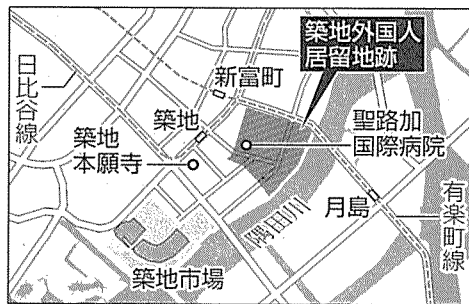 築地外国人
居留地跡
日比谷線
新富町
築地
聖路加
国際病院
築地
本願寺
月島
有楽町線
隅田川
築地市場